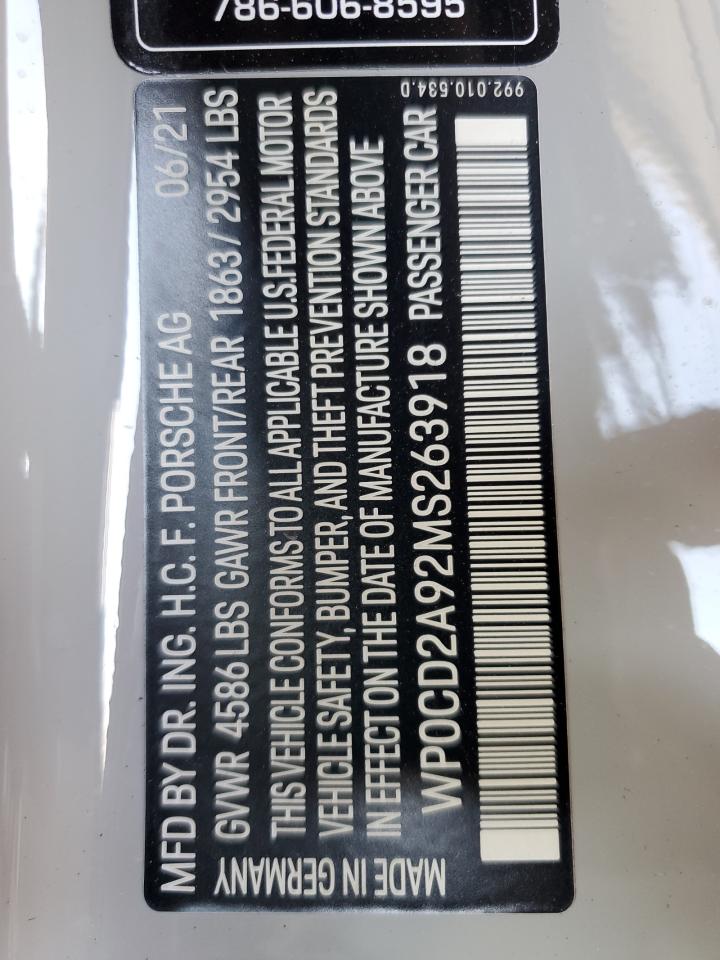 786-606-8595
MFD BY DR. ING. H.C. F. PORSCHE AG 06/21
GVWR 4586 LBS GAWR FRONT/REAR 1863 / 2954 LBS
THIS VEHICLE CONFORMS TO ALL APPLICABLE U.S. FEDERAL MOTOR
VEHICLE SAFETY, BUMPER, AND THEFT PREVENTION STANDARDS
IN EFFECT ON THE DATE OF MANUFACTURE SHOWN ABOVE
WP0CD2A92MS263918 PASSENGER CAR
MADE IN GERMANY
992.010.534.D